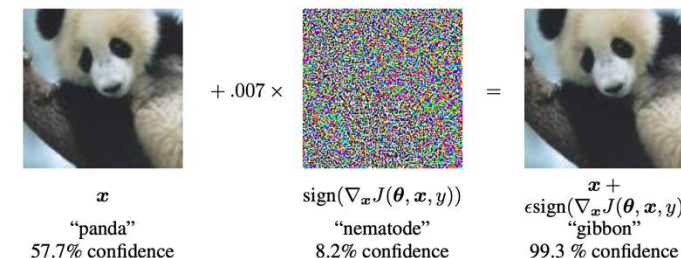 + .007 ×
=
x
sign(∇ₓJ(θ, x, y))
x +
ϵsign(∇ₓJ(θ, x, y)
“panda”
“nematode”
“gibbon”
57.7% confidence
8.2% confidence
99.3 % confidence